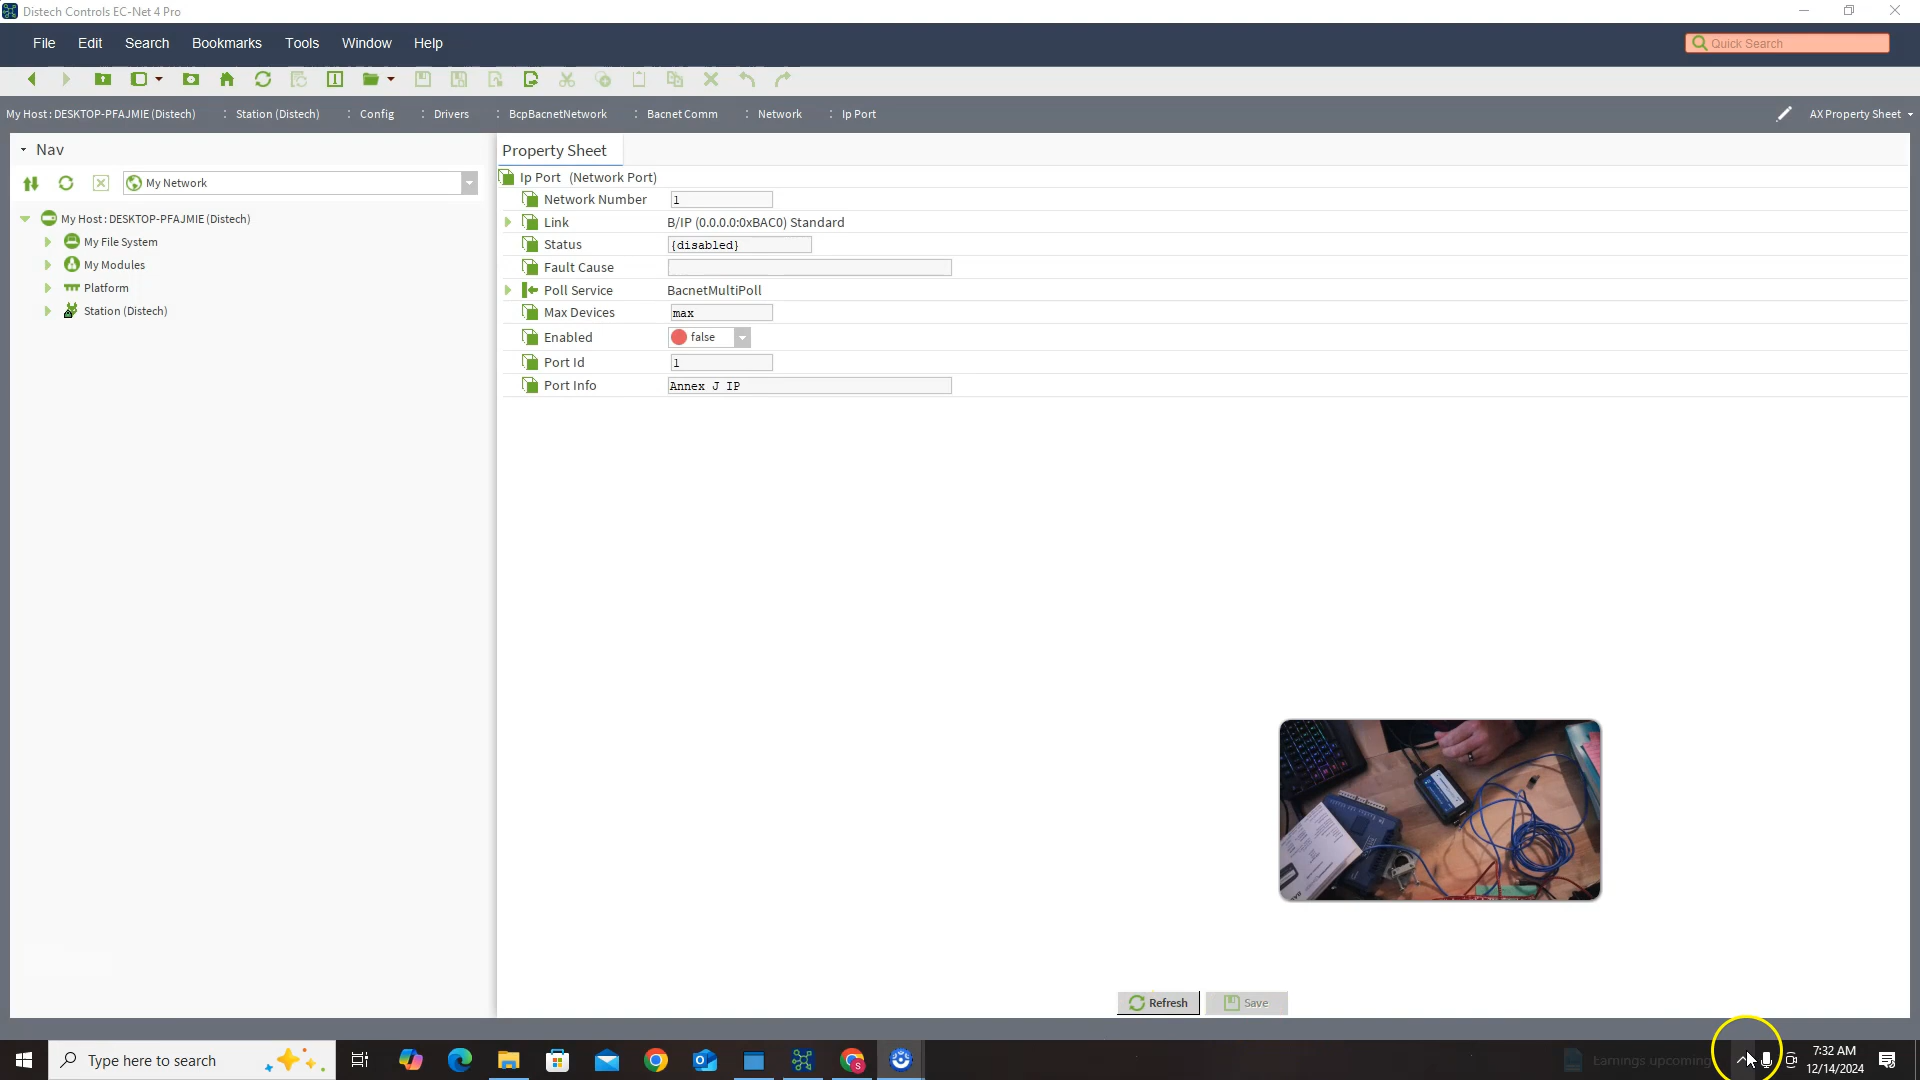 Distech Controls EC-Net 4 Pro
File Edit Search Bookmarks Tools Window Help
Quick Search
My Host : DESKTOP-PFAJMIE (Distech) : Station (Distech) : Config : Drivers : BcpBacnetNetwork : Bacnet Comm : Network : Ip Port
AX Property Sheet
Nav
My Network
My Host : DESKTOP-PFAJMIE (Distech)
My File System
My Modules
Platform
Station (Distech)
Property Sheet
Ip Port (Network Port)
Network Number 1
Link B/IP (0.0.0.0:0xBAC0) Standard
Status {disabled}
Fault Cause
Poll Service BacnetMultiPoll
Max Devices max
Enabled false
Port Id 1
Port Info Annex J IP
Refresh Save
Type here to search
Earnings upcoming
7:32 AM
12/14/2024